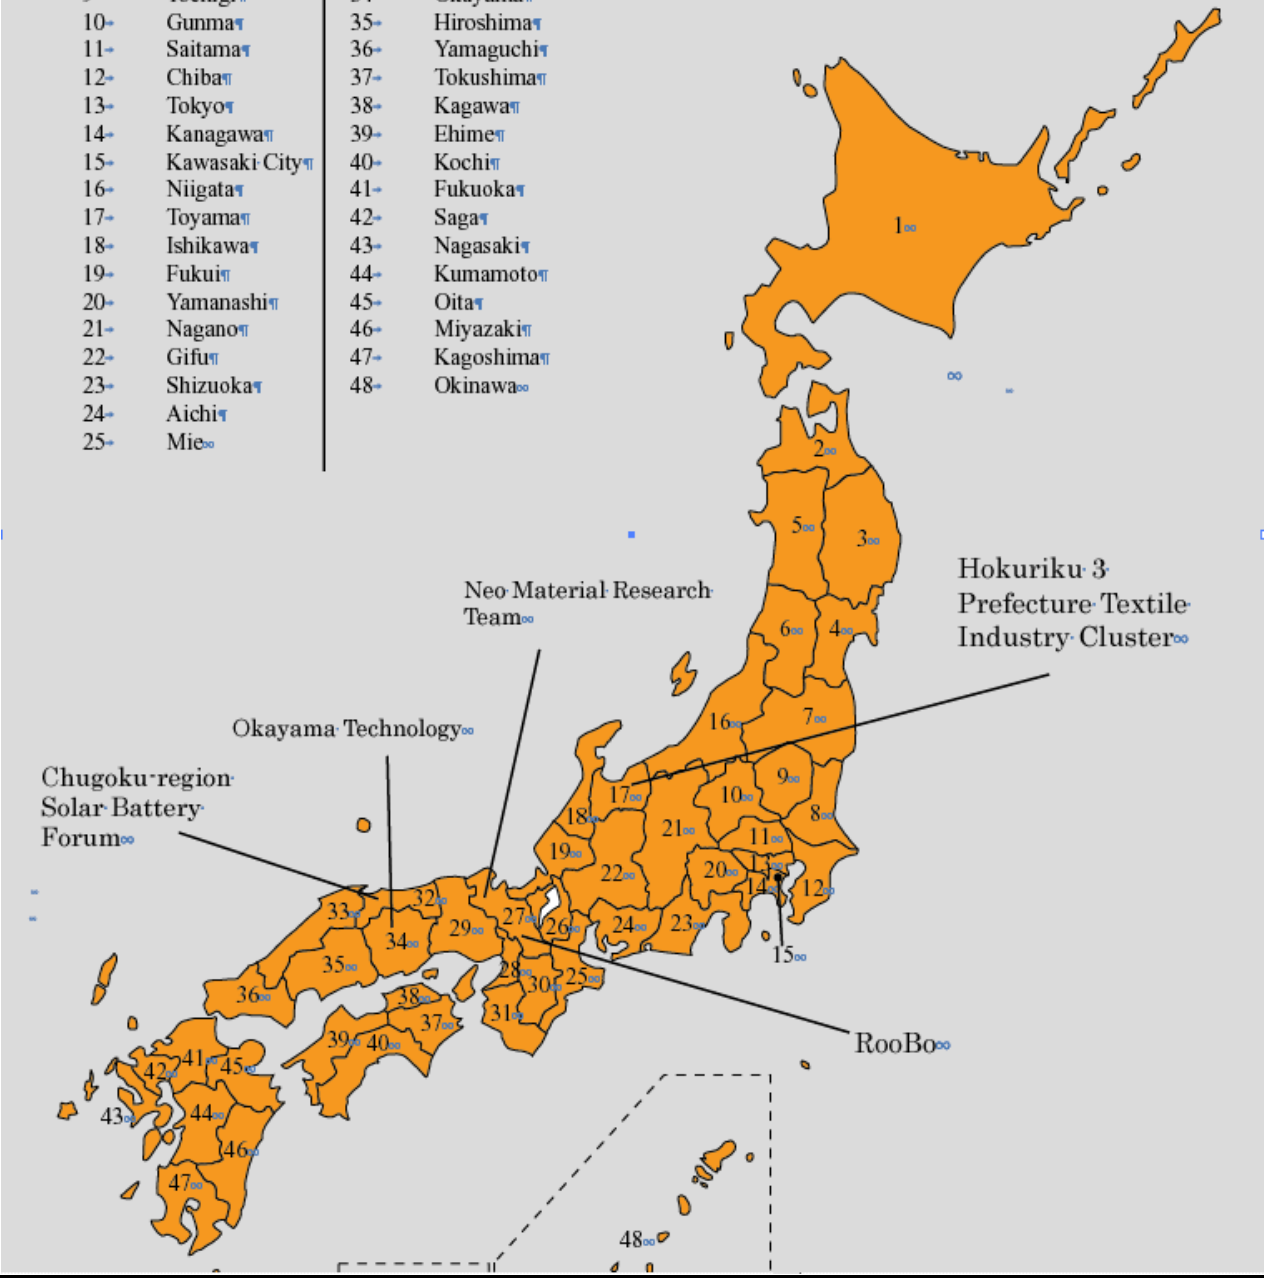 10 Gunma¶
11 Saitama¶
12 Chiba¶
13 Tokyo¶
14 Kanagawa¶
15 Kawasaki City¶
16 Niigata¶
17 Toyama¶
18 Ishikawa¶
19 Fukui¶
20 Yamanashi¶
21 Nagano¶
22 Gifu¶
23 Shizuoka¶
24 Aichi¶
25 Mie
35 Hiroshima¶
36 Yamaguchi¶
37 Tokushima¶
38 Kagawa¶
39 Ehime¶
40 Kochi¶
41 Fukuoka¶
42 Saga¶
43 Nagasaki¶
44 Kumamoto¶
45 Oita¶
46 Miyazaki¶
47 Kagoshima¶
48 Okinawa
1
2
5
3
Hokuriku 3
Prefecture Textile
Industry Cluster
Neo Material Research
Team
6
4
16
7
Okayama Technology
Chugoku-region
Solar Battery
Forum
9
17
10
8
18
21
11
19
13
22
20
14
12
32
33
27
29
26
24
23
34
15
35
28
25
30
36
38
31
37
39
40
RooBo
41
42
45
43
44
46
47
48